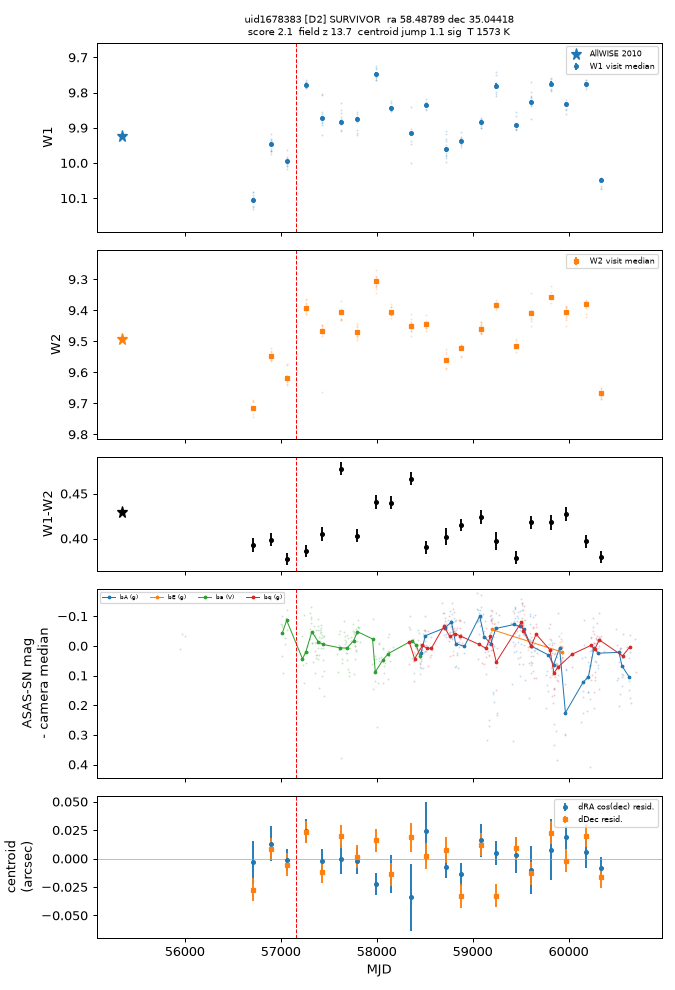 uid1678383 [D2] SURVIVOR  ra 58.48789 dec 35.04418
score 2.1  field z 13.7  centroid jump 1.1 sig  T 1573 K
AllWISE 2010
W1 visit median
9.7
9.8
9.9
10.0
10.1
W1
W2 visit median
9.3
9.4
9.5
9.6
9.7
9.8
W2
0.45
0.40
W1-W2
bA (g)
bE (g)
ba (V)
bq (g)
−0.1
0.0
0.1
0.2
0.3
0.4
ASAS-SN mag
- camera median
dRA cos(dec) resid.
dDec resid.
0.050
0.025
0.000
−0.025
−0.050
centroid
(arcsec)
56000
57000
58000
59000
60000
MJD